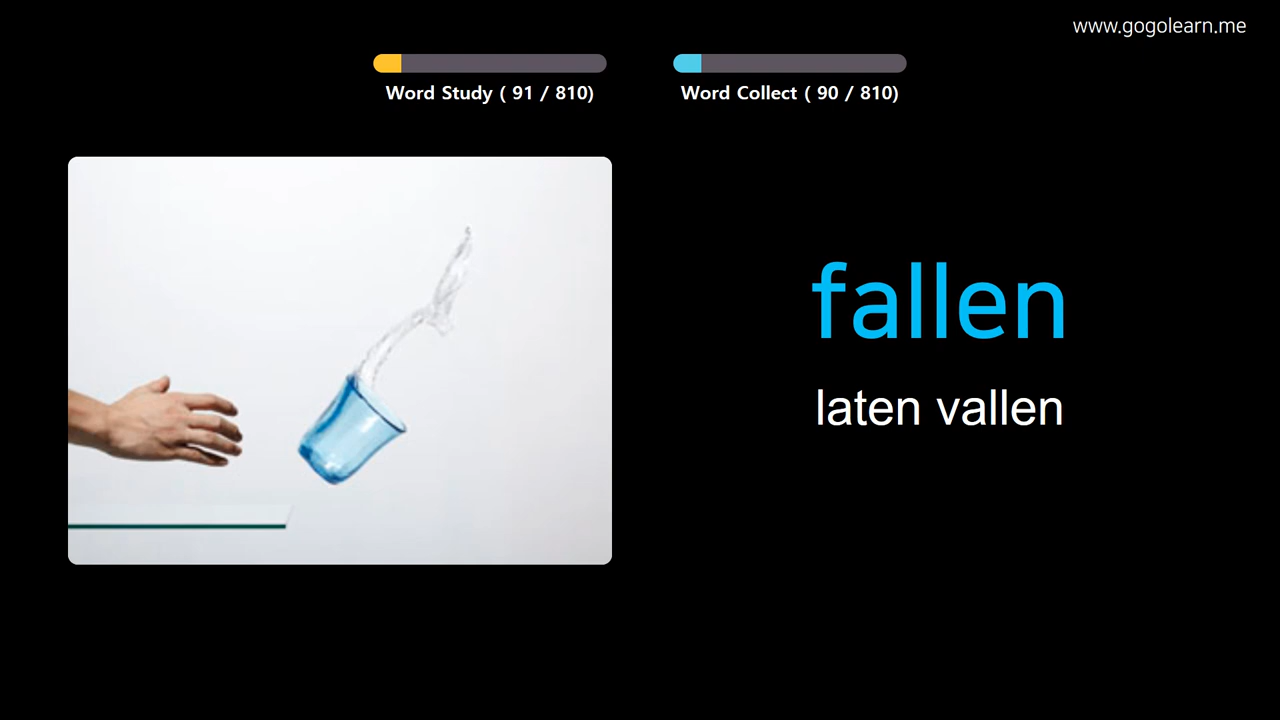 www.gogolearn.me
Word Study ( 91 / 810)
Word Collect ( 90 / 810)
fallen
laten vallen